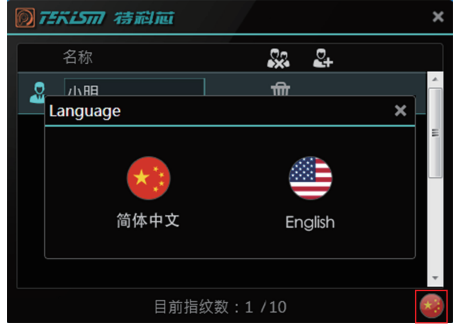 TEKISM 特科芯
名称
小明
Language
简体中文
English
目前指纹数：1 /10